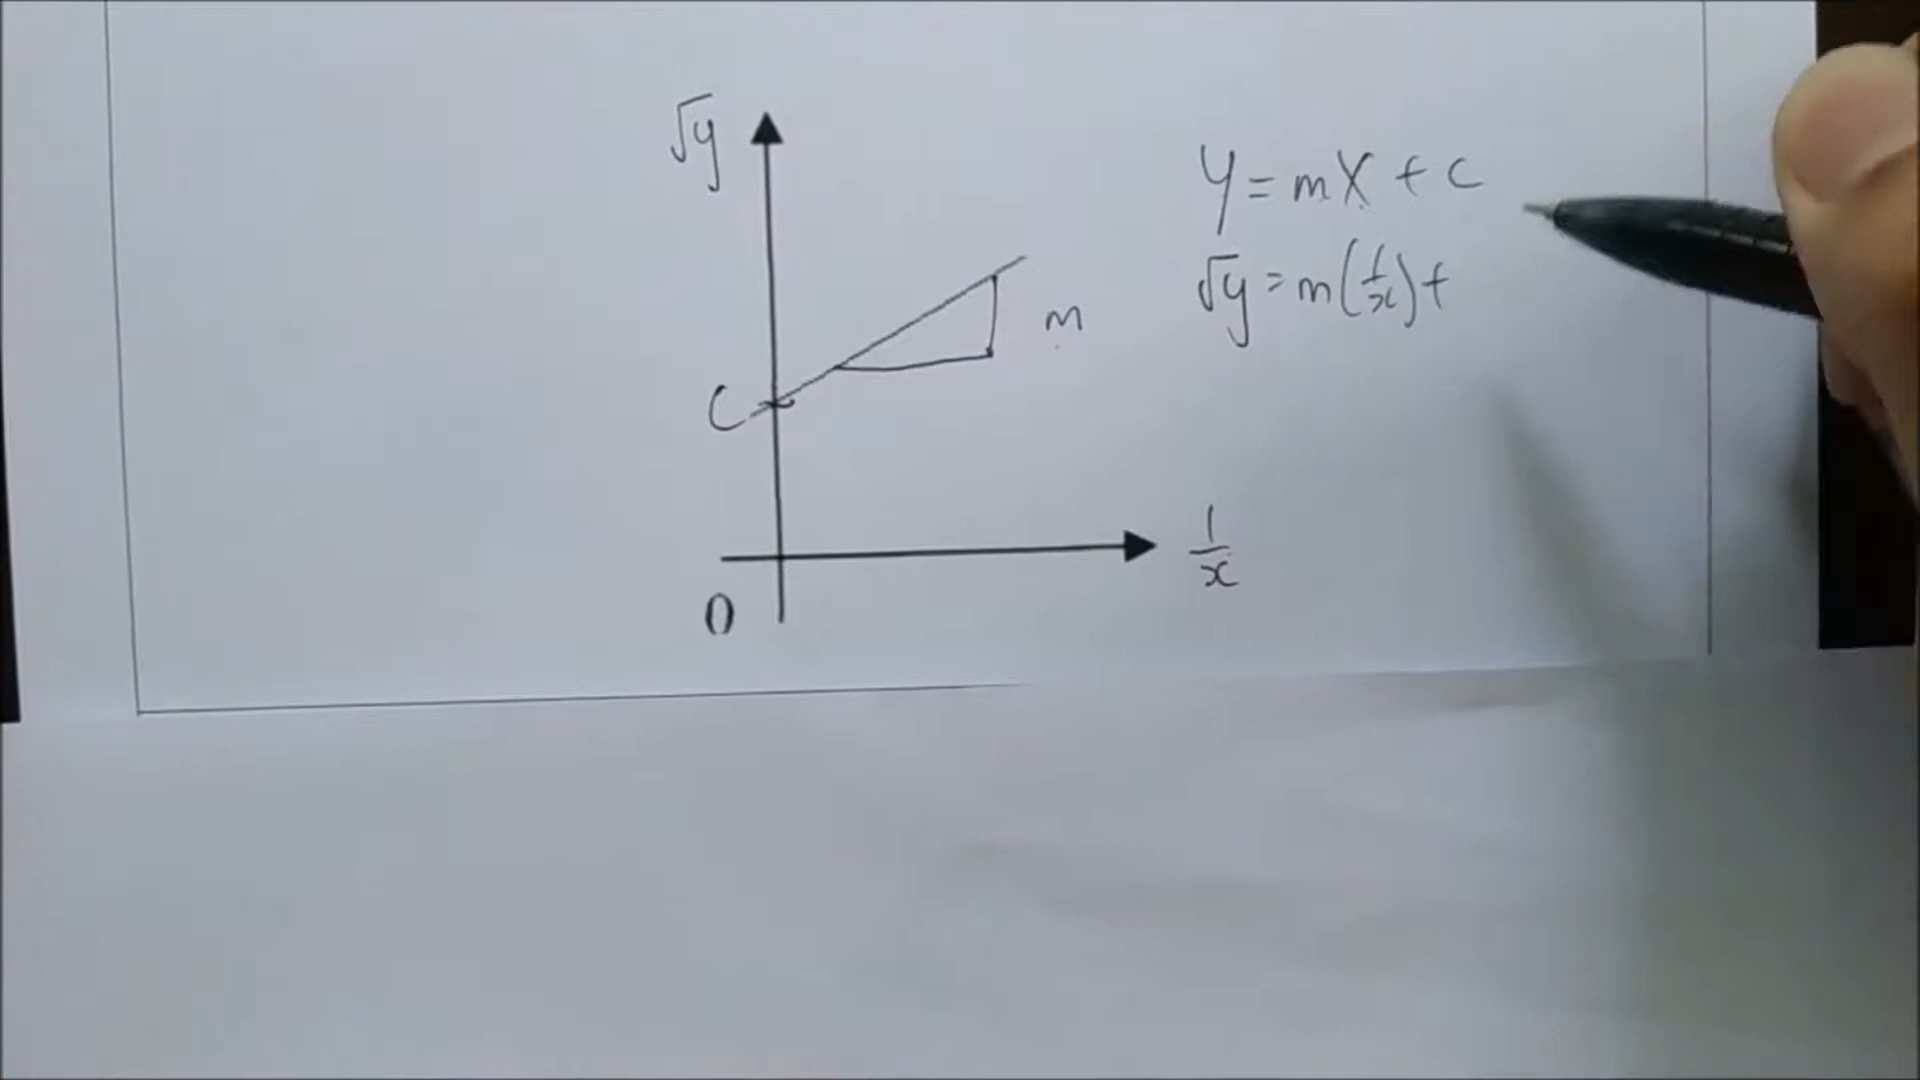 √y
Y = mX + c
√y = m(1/x) +
m
C
1/x
0